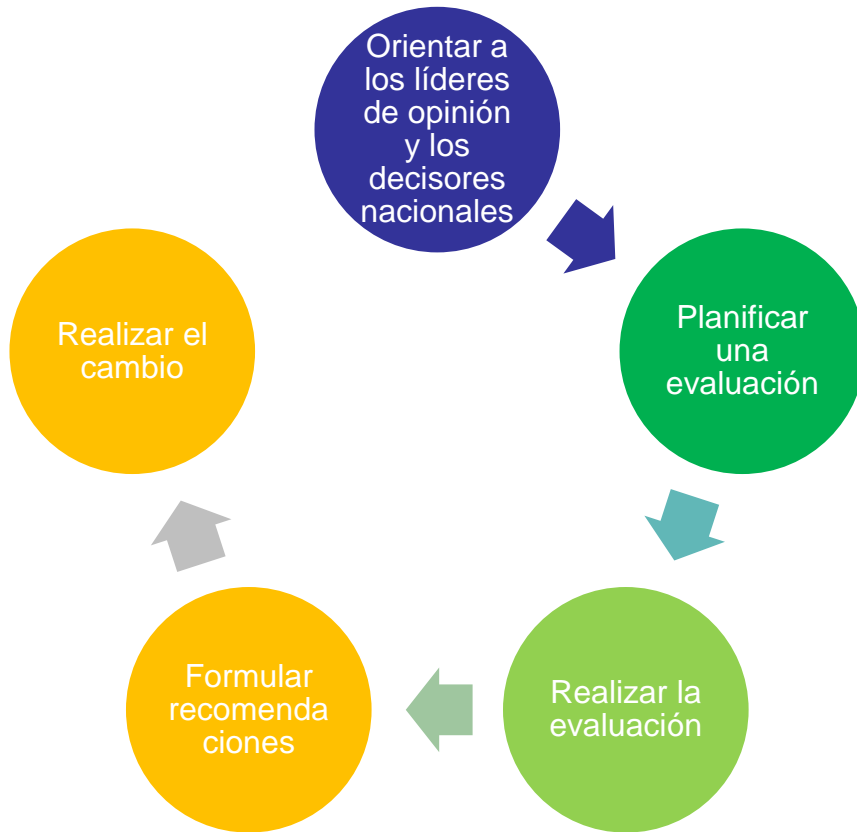 Orientar a
los líderes
de opinión
y los
decisores
nacionales
Planificar
una
evaluación
Realizar la
evaluación
Formular
recomenda
ciones
Realizar el
cambio